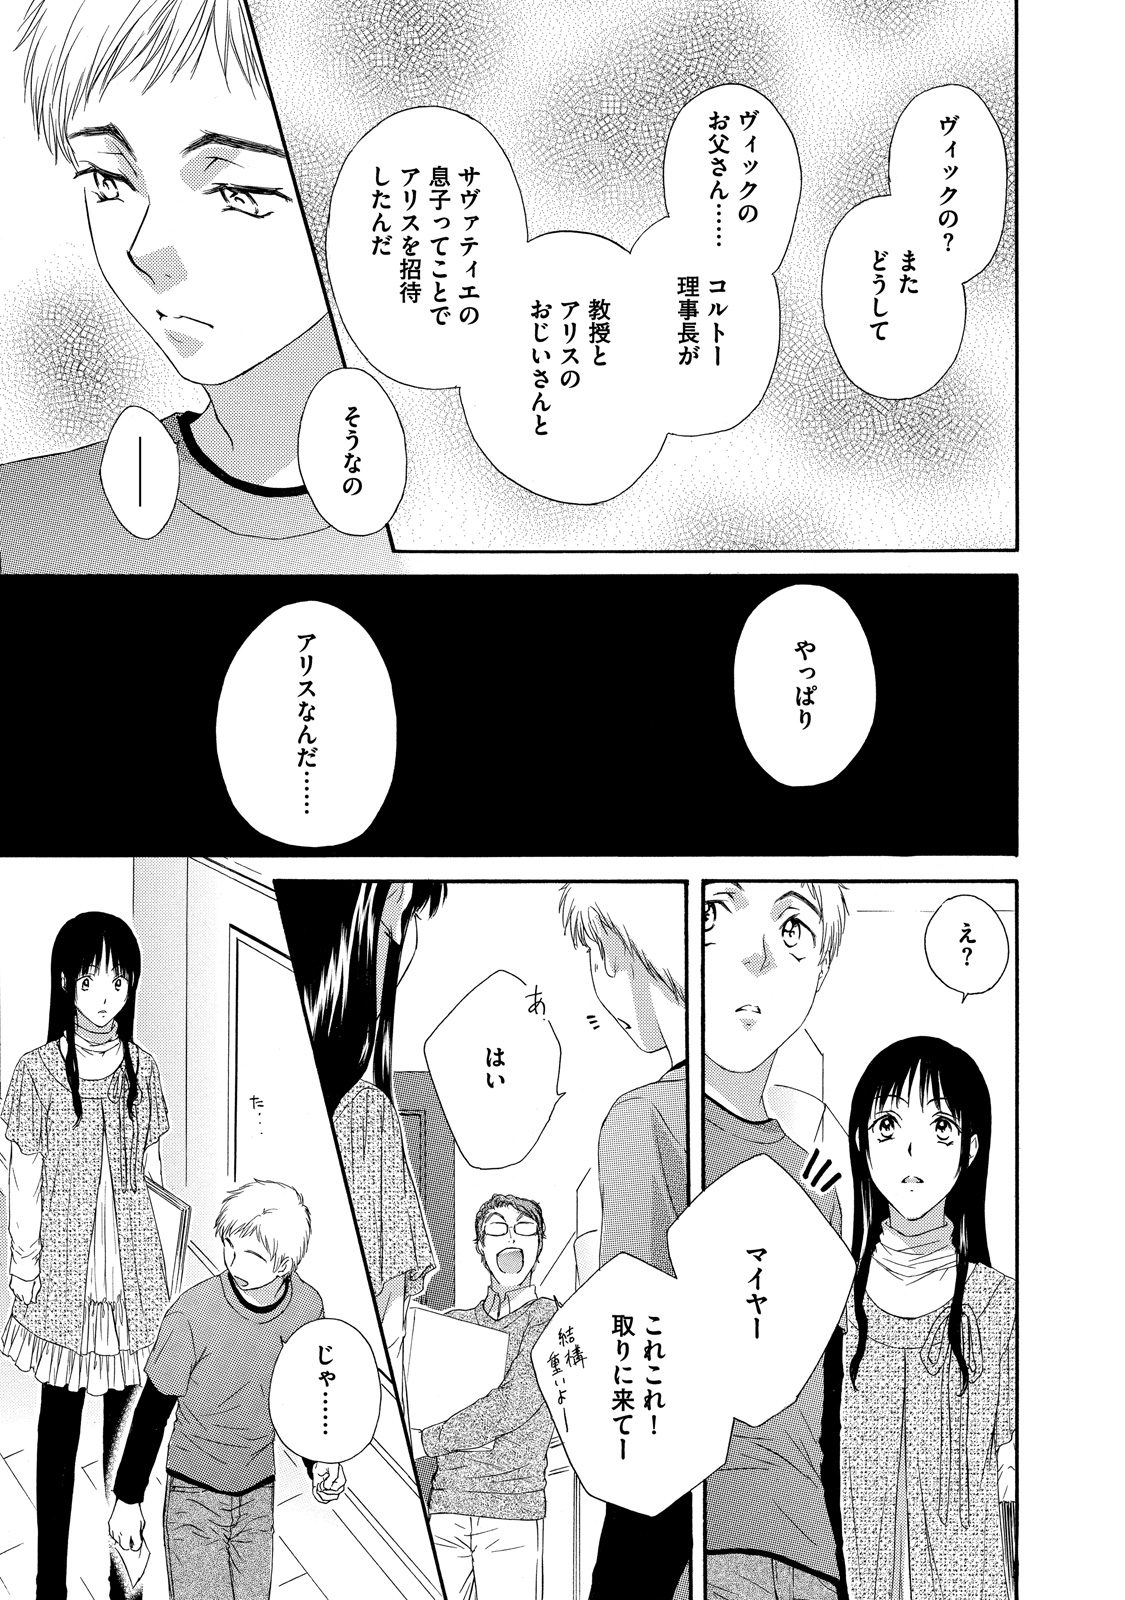 ヴィックの?
また
どうして
ヴィックの
お父さん……
コルトー
理事長が
教授と
アリスの
おじいさんと
サヴァティエの
息子ってことで
アリスを招待
したんだ
そうなの
―
やっぱり
アリスなんだ……
え?
マイヤー
これこれ!
取りに来てー
結構
重いよー
あ.
はい
た…
じゃ……